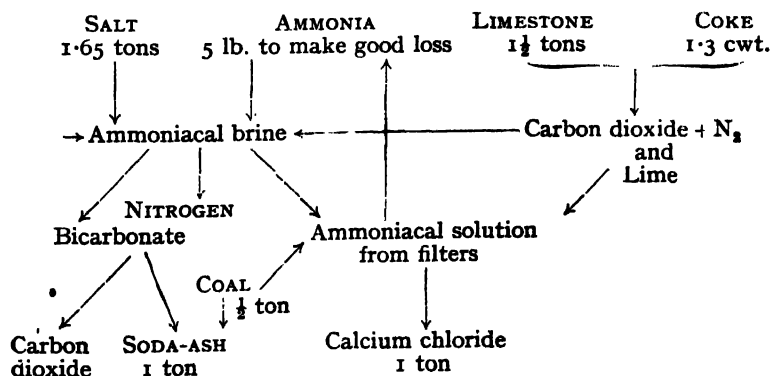 SALT AMMONIA LIMESTONE COKE
1·65 tons 5 lb. to make good loss 1½ tons 1·3 cwt.
Ammoniacal brine Carbon dioxide + N₂
and
Lime
NITROGEN
Bicarbonate Ammoniacal solution
from filters
COAL
½ ton
Carbon SODA-ASH Calcium chloride
dioxide 1 ton 1 ton